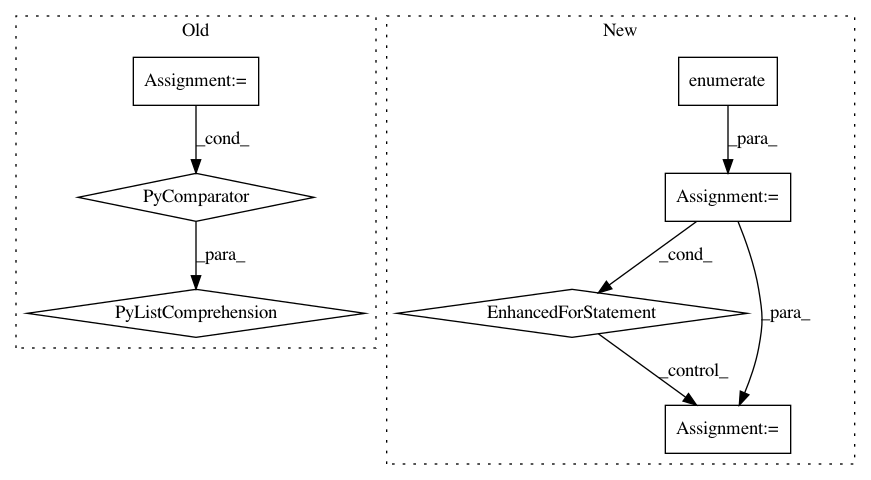 Old
Assignment:=
_cond_
PyComparator
_para_
PyListComprehension
New
enumerate
_para_
Assignment:=
_cond_
EnhancedForStatement
_para_
_control_
Assignment:=